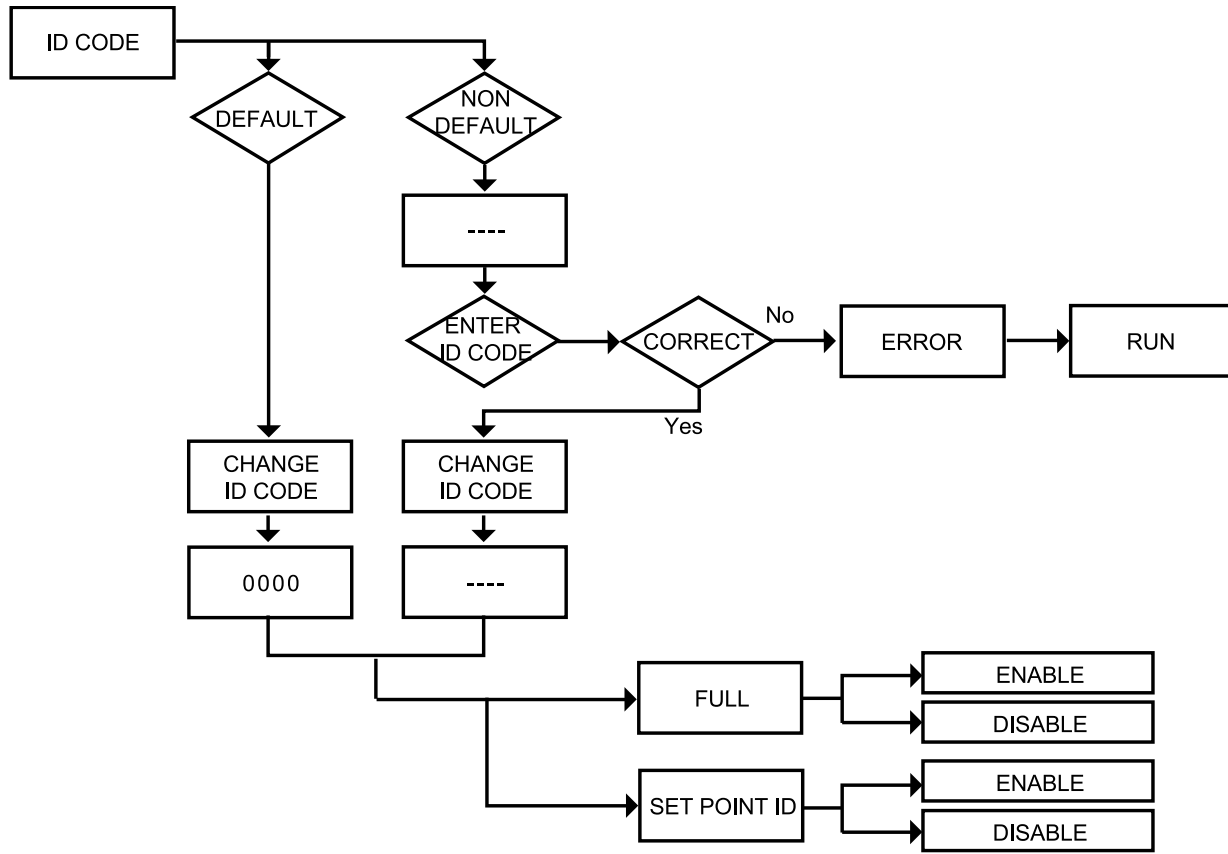 ID CODE
DEFAULT
NON
DEFAULT
----
ENTER
ID CODE
CORRECT
No
ERROR
RUN
Yes
CHANGE
ID CODE
CHANGE
ID CODE
0000
----
FULL
ENABLE
DISABLE
SET POINT ID
ENABLE
DISABLE